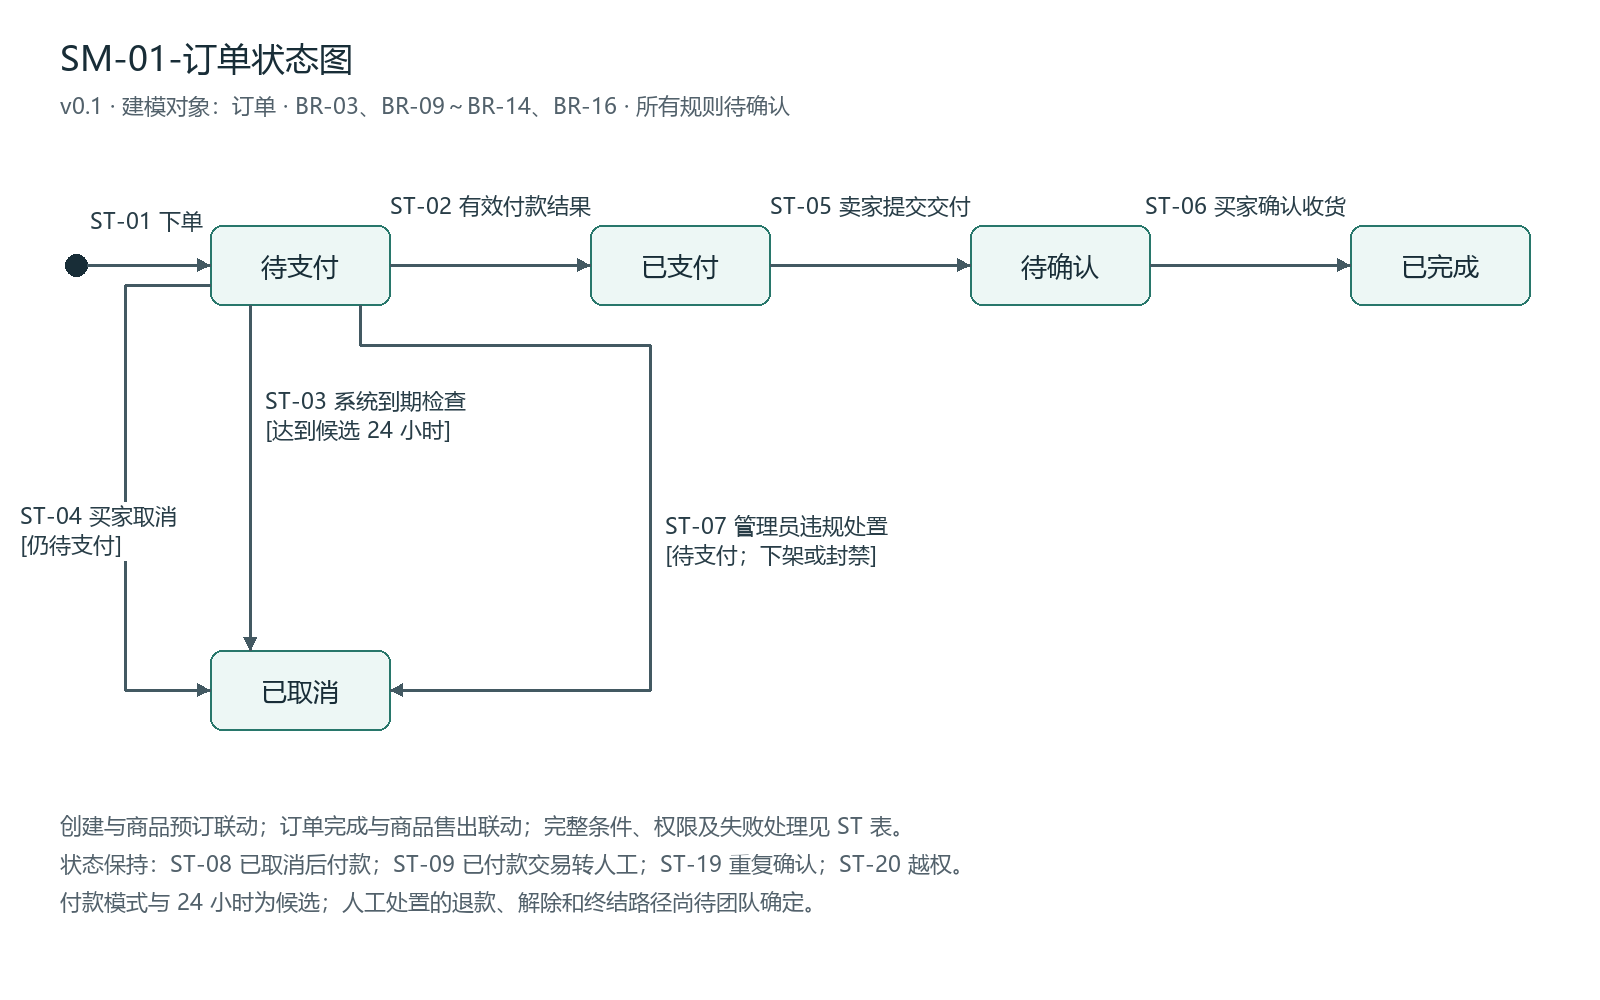 SM-01-订单状态图
v0.1 · 建模对象：订单 · BR-03、BR-09～BR-14、BR-16 · 所有规则待确认
ST-01 下单
ST-02 有效付款结果
ST-05 卖家提交交付
ST-06 买家确认收货
待支付
已支付
待确认
已完成
ST-03 系统到期检查
[达到候选 24 小时]
ST-04 买家取消
[仍待支付]
ST-07 管理员违规处置
[待支付；下架或封禁]
已取消
创建与商品预订联动；订单完成与商品售出联动；完整条件、权限及失败处理见 ST 表。
状态保持：ST-08 已取消后付款；ST-09 已付款交易转人工；ST-19 重复确认；ST-20 越权。
付款模式与 24 小时为候选；人工处置的退款、解除和终结路径尚待团队确定。